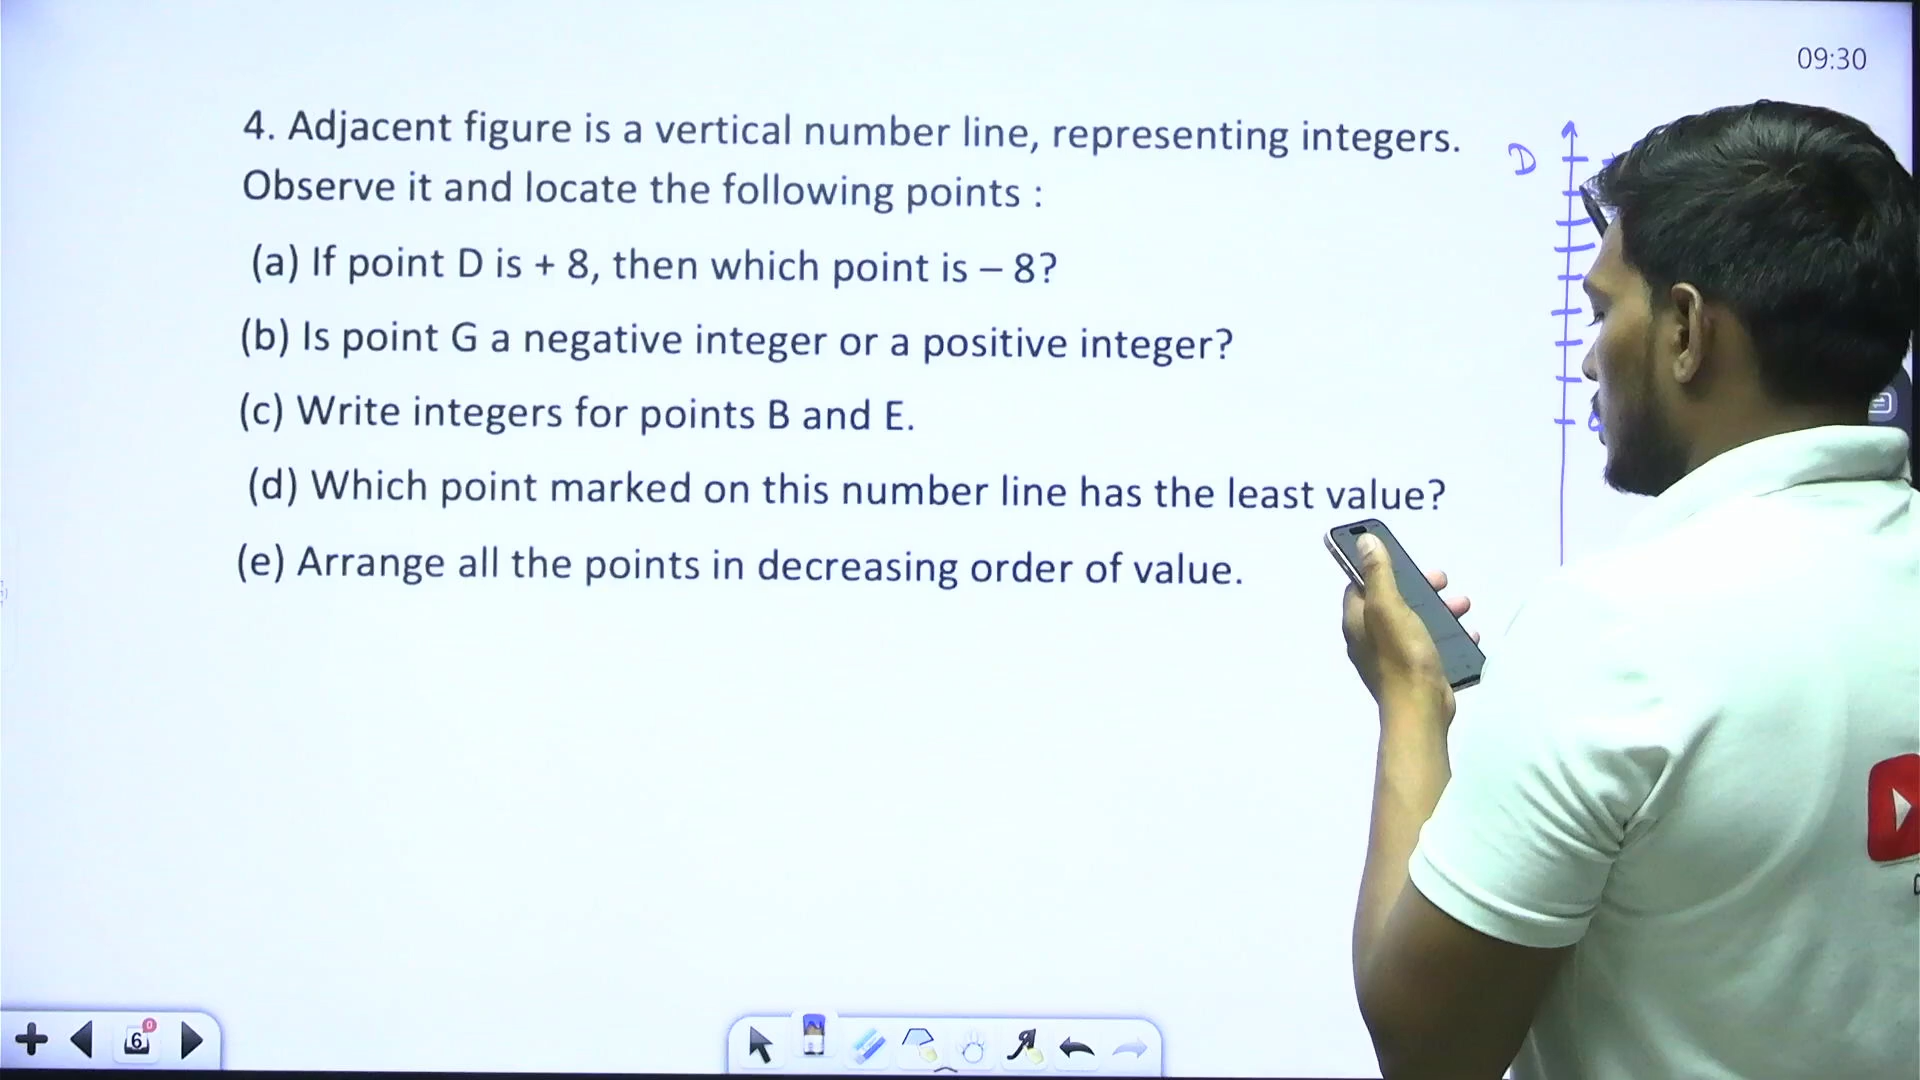 09:30
4. Adjacent figure is a vertical number line, representing integers.
Observe it and locate the following points :
(a) If point D is + 8, then which point is – 8?
(b) Is point G a negative integer or a positive integer?
(c) Write integers for points B and E.
(d) Which point marked on this number line has the least value?
(e) Arrange all the points in decreasing order of value.
D
6
0